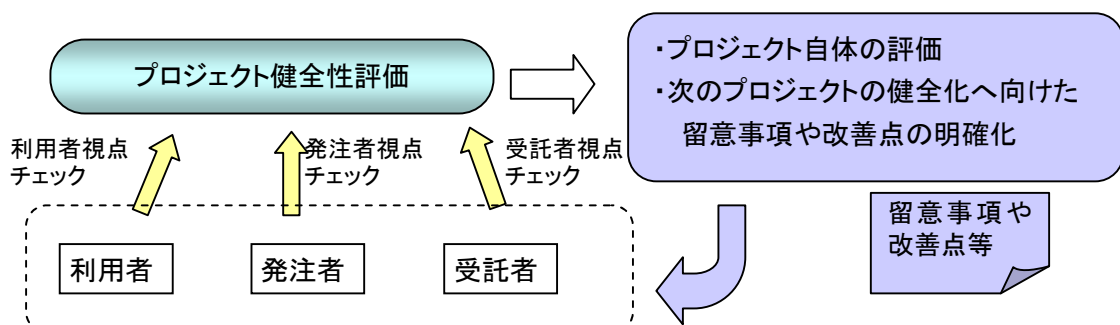 プロジェクト健全性評価
・プロジェクト自体の評価
・次のプロジェクトの健全化へ向けた
留意事項や改善点の明確化
利用者視点
チェック
発注者視点
チェック
受託者視点
チェック
留意事項や
改善点等
利用者
発注者
受託者